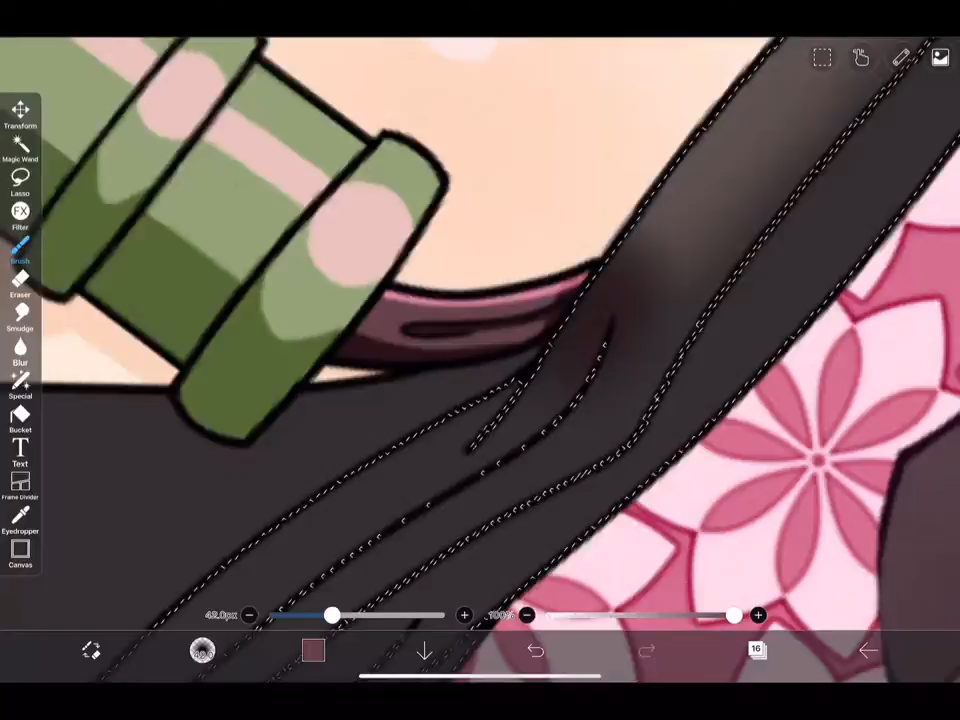 Transform
Magic Wand
Lasso
FX
Filter
Brush
Eraser
Smudge
Blur
Special
Bucket
T
Text
Frame Divider
Eyedropper
Canvas
100%
16